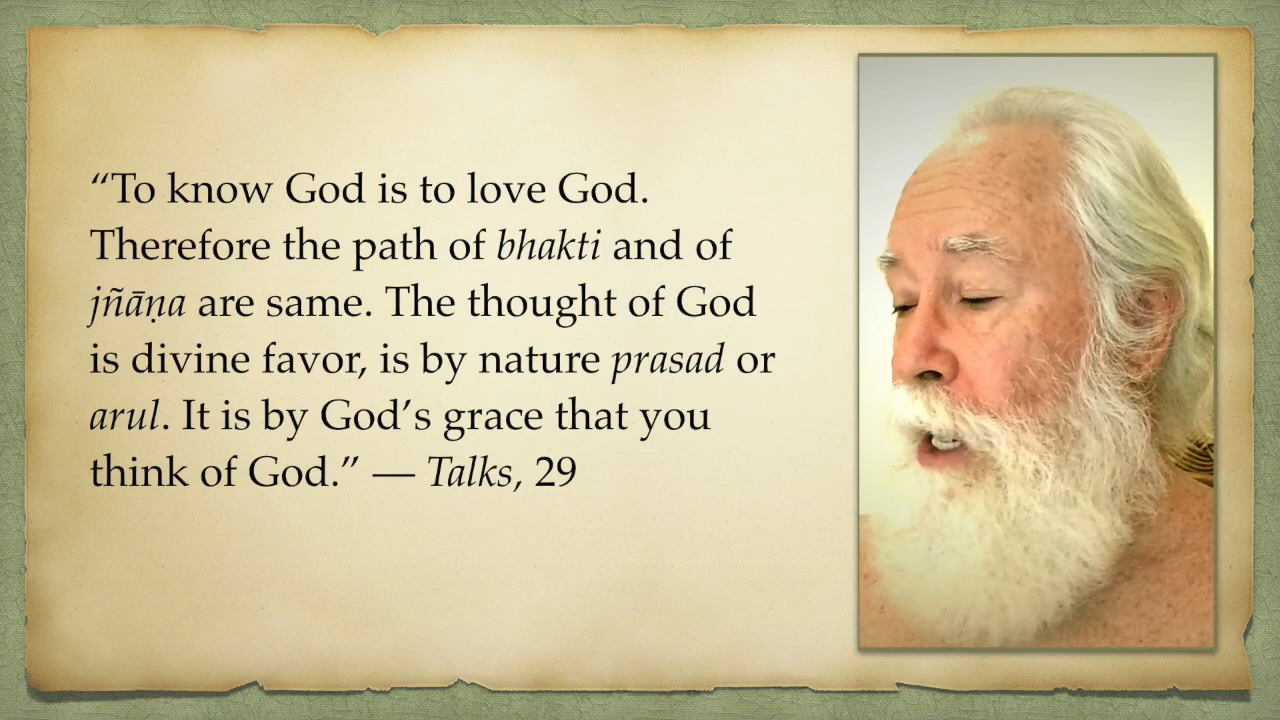 “To know God is to love God.
Therefore the path of bhakti and of
jñāṇa are same. The thought of God
is divine favor, is by nature prasad or
arul. It is by God’s grace that you
think of God.” — Talks, 29